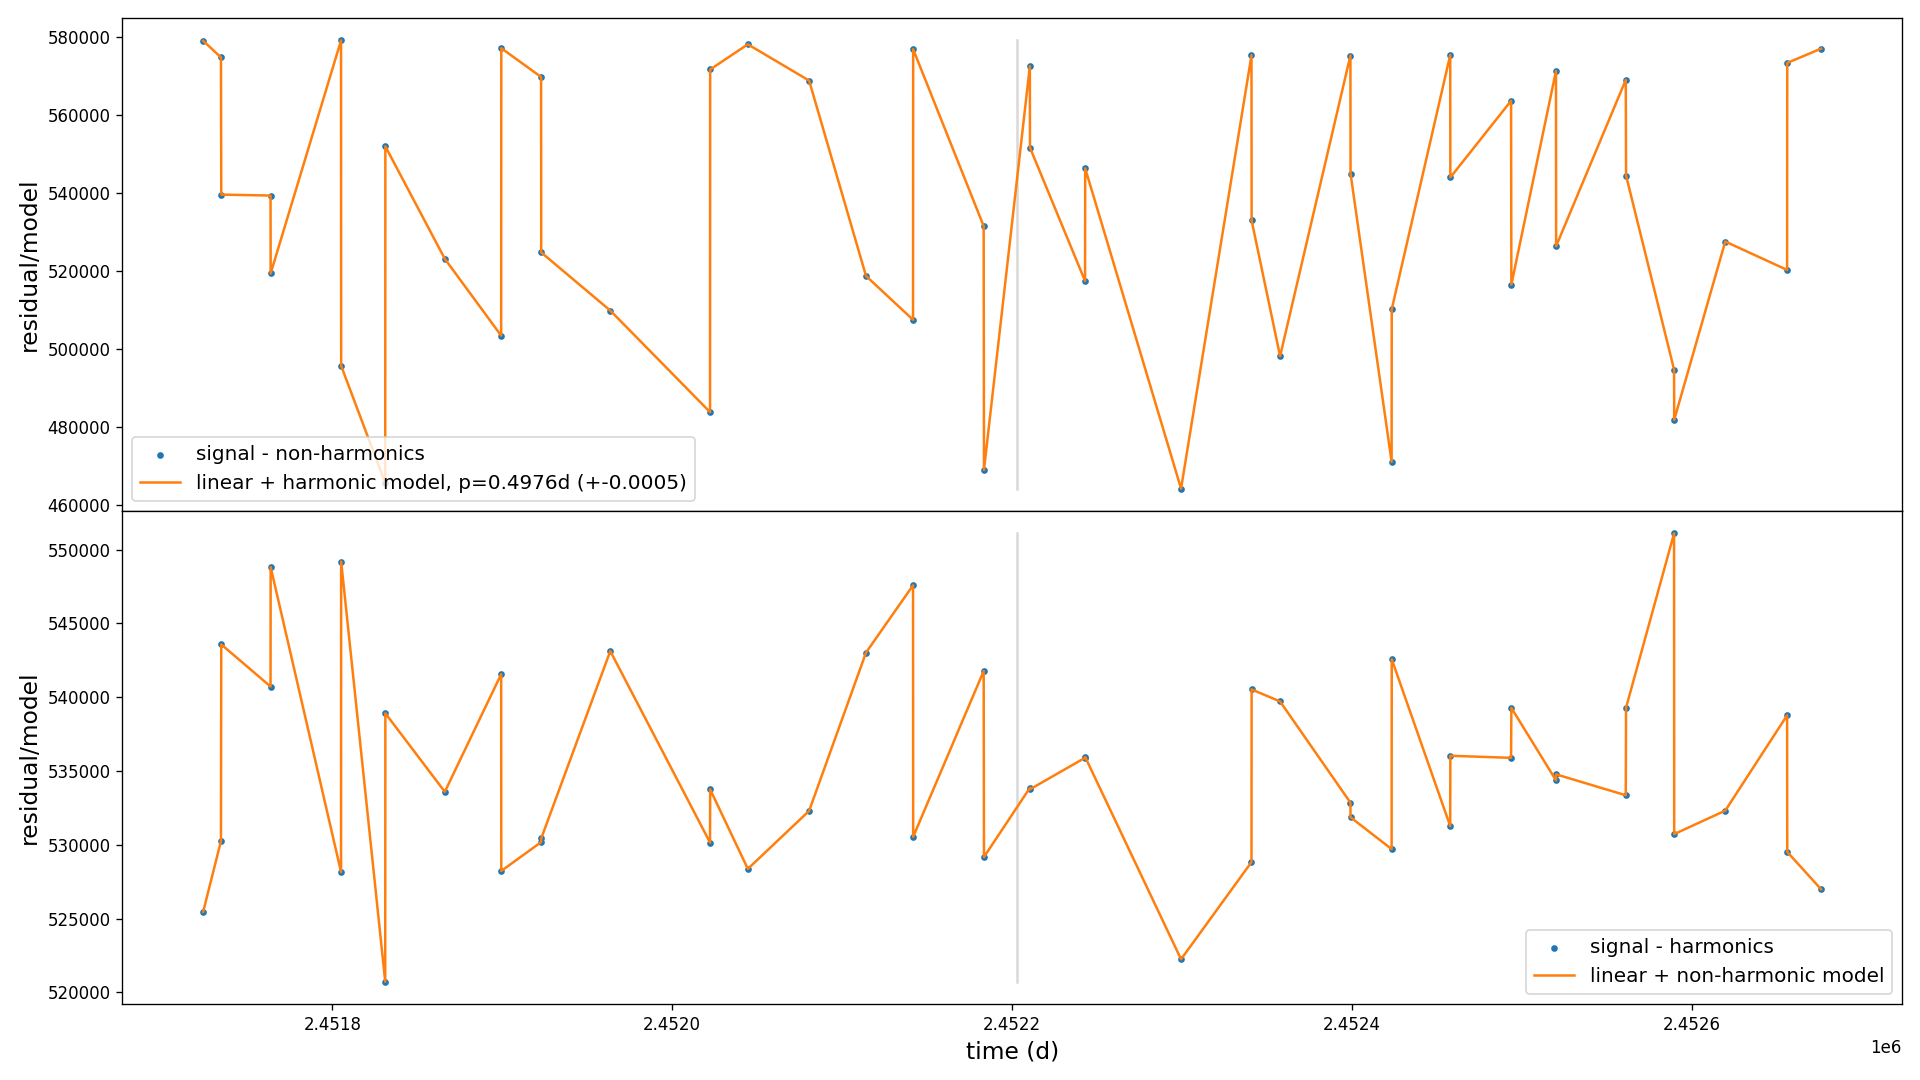 580000
560000
540000
520000
500000
480000
460000
residual/model
signal - non-harmonics
linear + harmonic model, p=0.4976d (+-0.0005)
550000
545000
540000
535000
530000
525000
520000
residual/model
signal - harmonics
linear + non-harmonic model
2.4518 2.4520 2.4522 2.4524 2.4526
1e6
time (d)